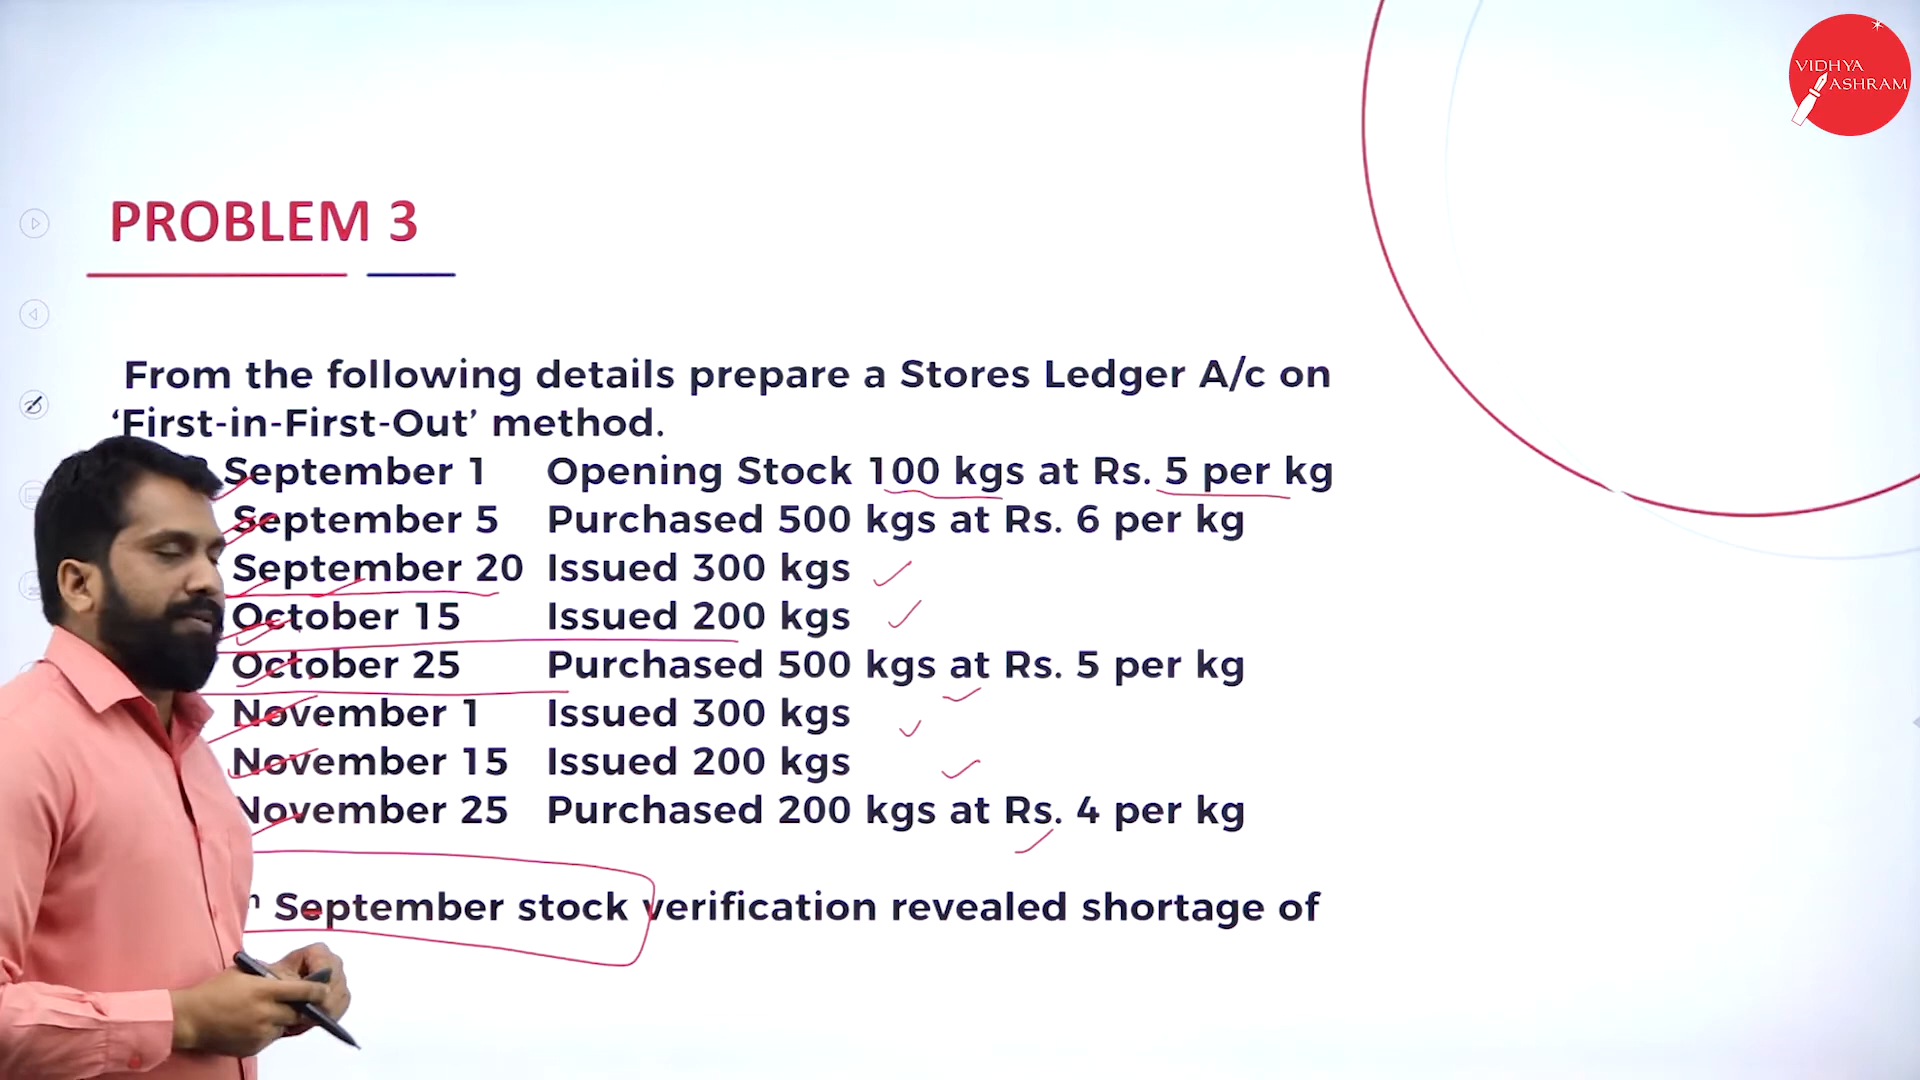 VIDHYA
ASHRAM
PROBLEM 3
From the following details prepare a Stores Ledger A/c on
‘First-in-First-Out’ method.
September 1 Opening Stock 100 kgs at Rs. 5 per kg
September 5 Purchased 500 kgs at Rs. 6 per kg
September 20 Issued 300 kgs
October 15 Issued 200 kgs
October 25 Purchased 500 kgs at Rs. 5 per kg
November 1 Issued 300 kgs
November 15 Issued 200 kgs
November 25 Purchased 200 kgs at Rs. 4 per kg
September stock verification revealed shortage of